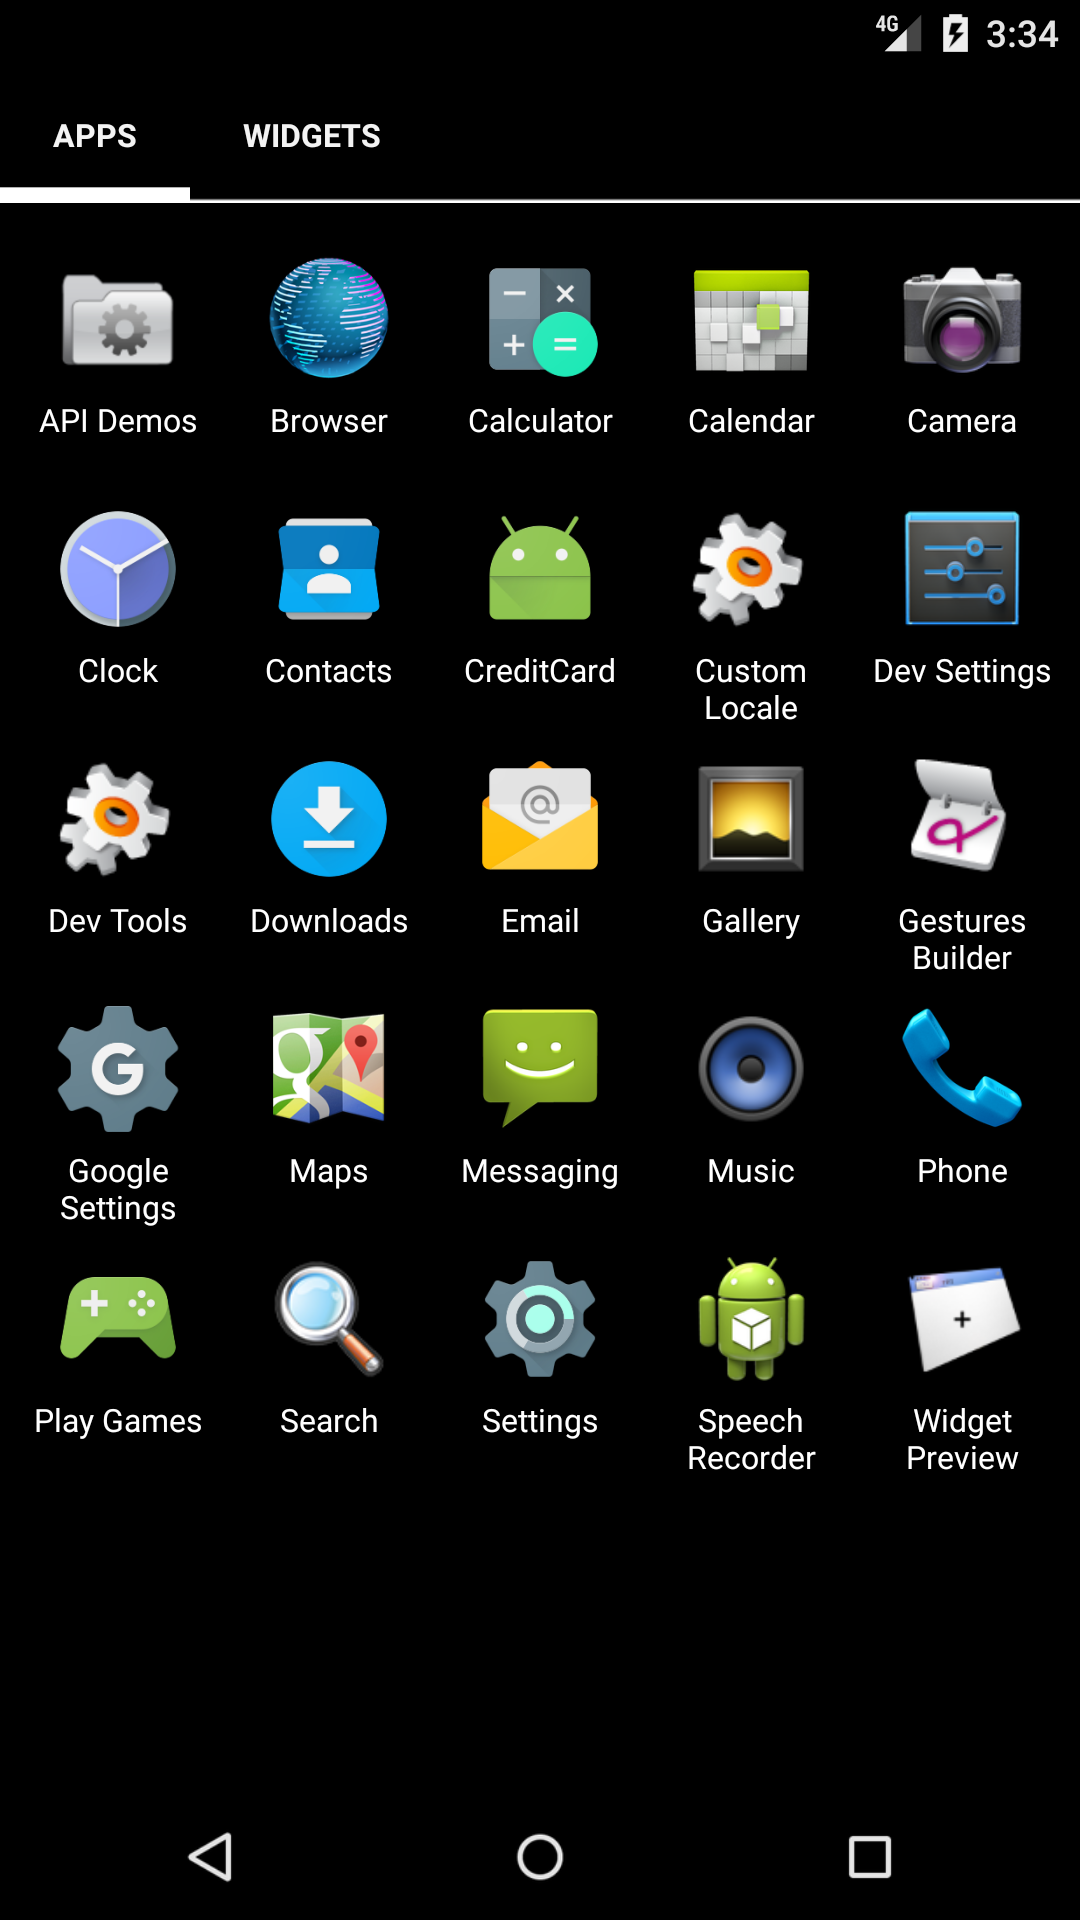 4G 3:34
APPS WIDGETS
API Demos Browser Calculator Calendar Camera
Clock Contacts CreditCard Custom Locale Dev Settings
Dev Tools Downloads Email Gallery Gestures Builder
Google Settings Maps Messaging Music Phone
Play Games Search Settings Speech Recorder Widget Preview